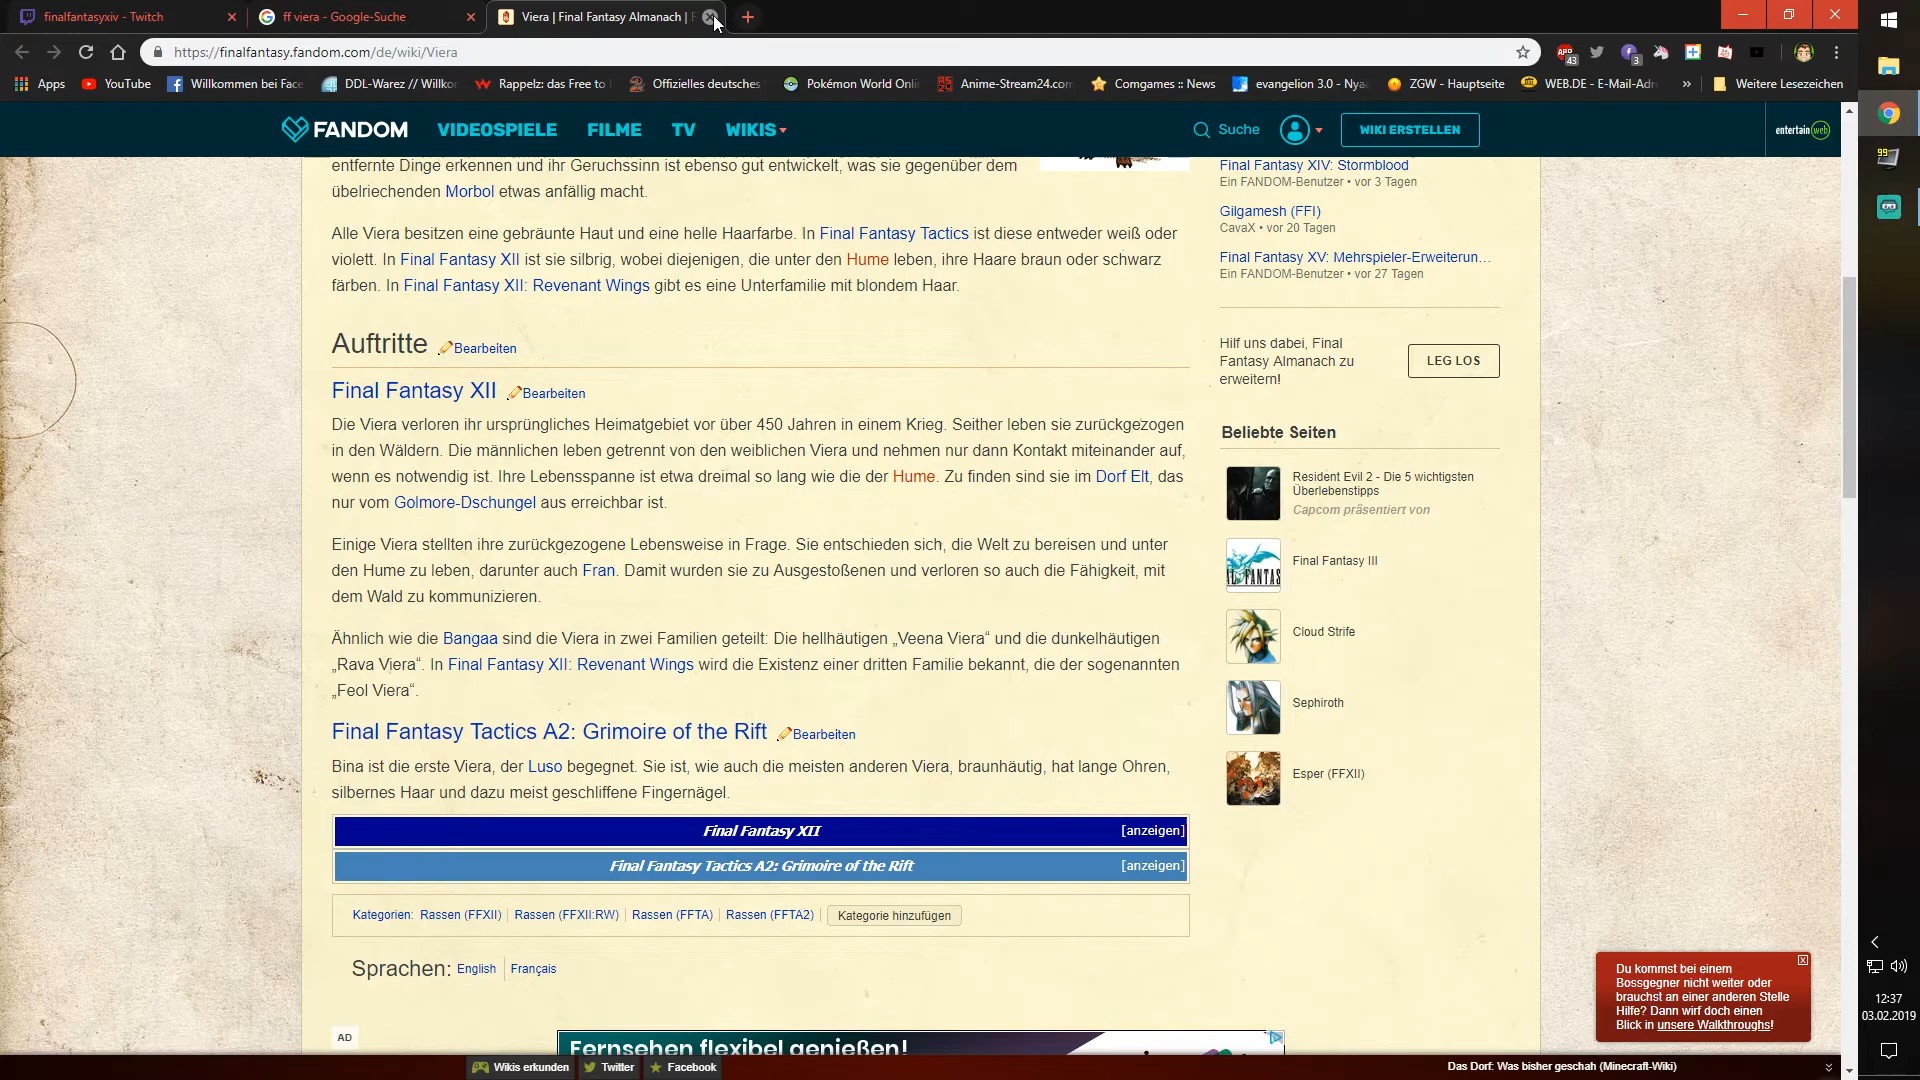 finalfantasyxiv - Twitch
ff viera - Google-Suche
Viera | Final Fantasy Almanach |
https://finalfantasy.fandom.com/de/wiki/Viera
43
3
Apps
YouTube
Willkommen bei Face
DDL-Warez // Willko
Rappelz: das Free to
Offizielles deutsches
Pokémon World Onli
Anime-Stream24.com
Comgames :: News
evangelion 3.0 - Nya
ZGW - Hauptseite
WEB.DE - E-Mail-Adr
»
Weitere Lesezeichen
FANDOM
VIDEOSPIELE
FILME
TV
WIKIS
Suche
WIKI ERSTELLEN
entertain web
99
entfernte Dinge erkennen und ihr Geruchssinn ist ebenso gut entwickelt, was sie gegenüber dem
übelriechenden Morbol etwas anfällig macht.
Alle Viera besitzen eine gebräunte Haut und eine helle Haarfarbe. In Final Fantasy Tactics ist diese entweder weiß oder
violett. In Final Fantasy XII ist sie silbrig, wobei diejenigen, die unter den Hume leben, ihre Haare braun oder schwarz
färben. In Final Fantasy XII: Revenant Wings gibt es eine Unterfamilie mit blondem Haar.
Auftritte Bearbeiten
Final Fantasy XII Bearbeiten
Die Viera verloren ihr ursprüngliches Heimatgebiet vor über 450 Jahren in einem Krieg. Seither leben sie zurückgezogen
in den Wäldern. Die männlichen leben getrennt von den weiblichen Viera und nehmen nur dann Kontakt miteinander auf,
wenn es notwendig ist. Ihre Lebensspanne ist etwa dreimal so lang wie die der Hume. Zu finden sind sie im Dorf Elt, das
nur vom Golmore-Dschungel aus erreichbar ist.
Einige Viera stellten ihre zurückgezogene Lebensweise in Frage. Sie entschieden sich, die Welt zu bereisen und unter
den Hume zu leben, darunter auch Fran. Damit wurden sie zu Ausgestoßenen und verloren so auch die Fähigkeit, mit
dem Wald zu kommunizieren.
Ähnlich wie die Bangaa sind die Viera in zwei Familien geteilt: Die hellhäutigen „Veena Viera“ und die dunkelhäutigen
„Rava Viera“. In Final Fantasy XII: Revenant Wings wird die Existenz einer dritten Familie bekannt, die der sogenannten
„Feol Viera“.
Final Fantasy Tactics A2: Grimoire of the Rift Bearbeiten
Bina ist die erste Viera, der Luso begegnet. Sie ist, wie auch die meisten anderen Viera, braunhäutig, hat lange Ohren,
silbernes Haar und dazu meist geschliffene Fingernägel.
Final Fantasy XII [anzeigen]
Final Fantasy Tactics A2: Grimoire of the Rift [anzeigen]
Kategorien: Rassen (FFXII) Rassen (FFXII:RW) Rassen (FFTA) Rassen (FFTA2) Kategorie hinzufügen
Sprachen: English Français
AD
Fernsehen flexibel genießen!
Final Fantasy XIV: Stormblood
Ein FANDOM-Benutzer • vor 3 Tagen
Gilgamesh (FFI)
CavaX • vor 20 Tagen
Final Fantasy XV: Mehrspieler-Erweiterun...
Ein FANDOM-Benutzer • vor 27 Tagen
Hilf uns dabei, Final
Fantasy Almanach zu
erweitern!
LEG LOS
Beliebte Seiten
Resident Evil 2 - Die 5 wichtigsten
Überlebenstipps
Capcom präsentiert von
Final Fantasy III
Cloud Strife
Sephiroth
Esper (FFXII)
Du kommst bei einem
Bossgegner nicht weiter oder
brauchst an einer anderen Stelle
Hilfe? Dann wirf doch einen
Blick in unsere Walkthroughs!
Wikis erkunden
Twitter
Facebook
Das Dorf: Was bisher geschah (Minecraft-Wiki)
12:37
03.02.2019